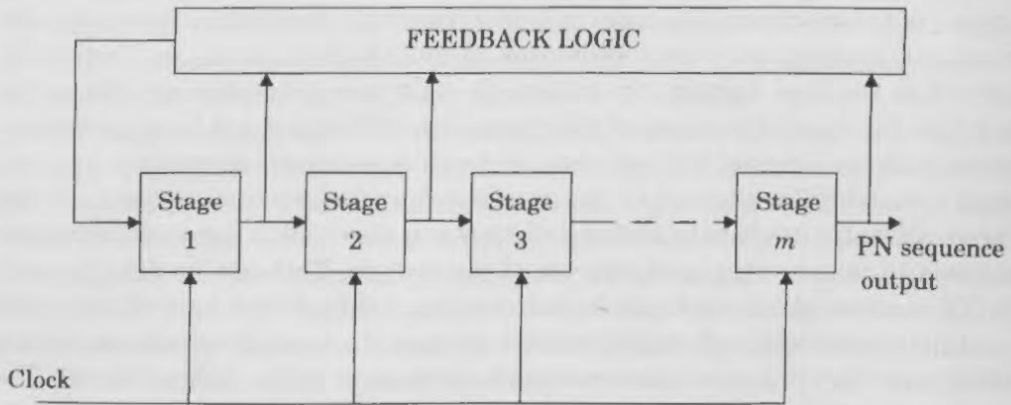 FEEDBACK LOGIC
Stage
1
Stage
2
Stage
3
Stage
m
PN sequence
output
Clock